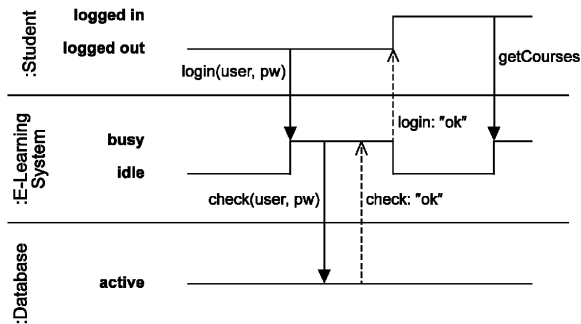 :Student
logged in
logged out
login(user, pw)
getCourses
:E-Learning
System
busy
idle
login: "ok"
check(user, pw)
check: "ok"
:Database
active